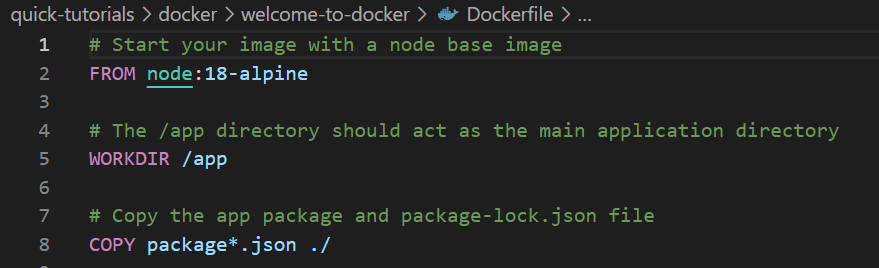 quick-tutorials > docker > welcome-to-docker > Dockerfile > ...
1 # Start your image with a node base image
2 FROM node:18-alpine
3
4 # The /app directory should act as the main application directory
5 WORKDIR /app
6
7 # Copy the app package and package-lock.json file
8 COPY package*.json ./